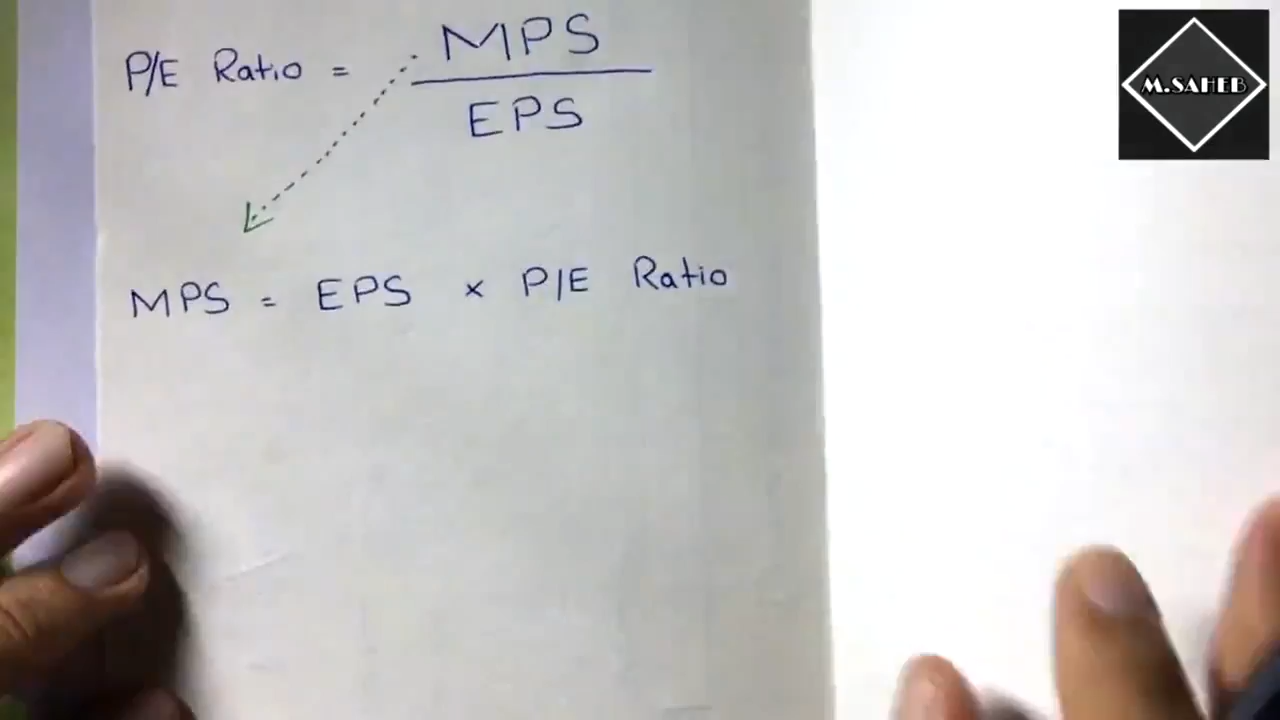 P/E Ratio = MPS
EPS
MPS = EPS × P/E Ratio
M.SAHEB